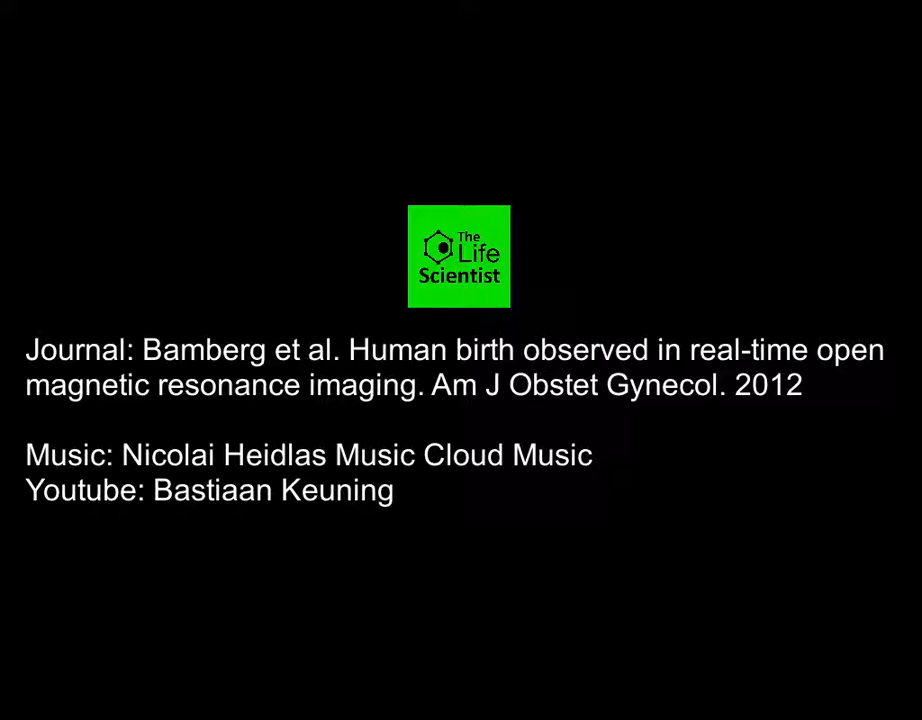 The
Life
Scientist
Journal: Bamberg et al. Human birth observed in real-time open
magnetic resonance imaging. Am J Obstet Gynecol. 2012
Music: Nicolai Heidlas Music Cloud Music
Youtube: Bastiaan Keuning